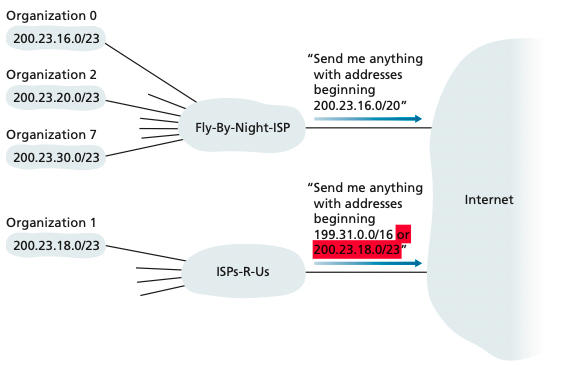 Organization 0
200.23.16.0/23
Organization 2
200.23.20.0/23
Organization 7
200.23.30.0/23
Fly-By-Night-ISP
“Send me anything
with addresses
beginning
200.23.16.0/20”
Organization 1
200.23.18.0/23
ISPs-R-Us
“Send me anything
with addresses
beginning
199.31.0.0/16 or
200.23.18.0/23”
Internet